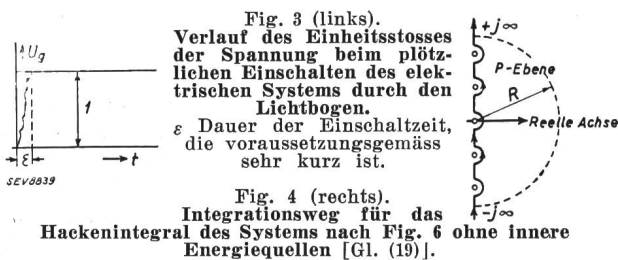 Fig. 3 (links).
Verlauf des Einheitsstosses
der Spannung beim plötz-
lichen Einschalten des elek-
trischen Systems durch den
Lichtbogen.
ε Dauer der Einschaltzeit,
die voraussetzungsgemäss
sehr kurz ist.
Ug
1
ε
t
SEV8839
Fig. 4 (rechts).
Integrationsweg für das
Hackenintegral des Systems nach Fig. 6 ohne innere
Energiequellen [Gl. (19)].
+j∞
P-Ebene
R
Reelle Achse
-j∞